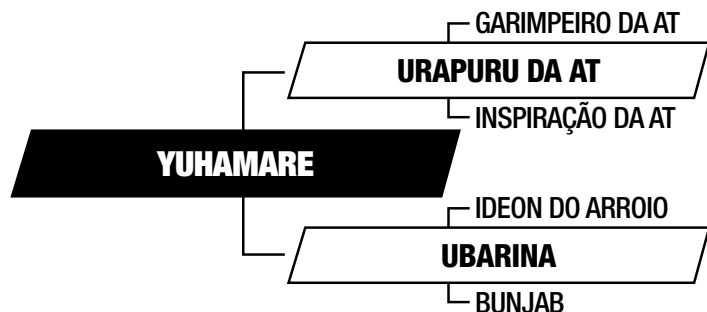 GARIMPEIRO DA AT
URAPURU DA AT
INSPIRAÇÃO DA AT
YUHAMARE
IDEON DO ARROIO
UBARINA
BUNJAB